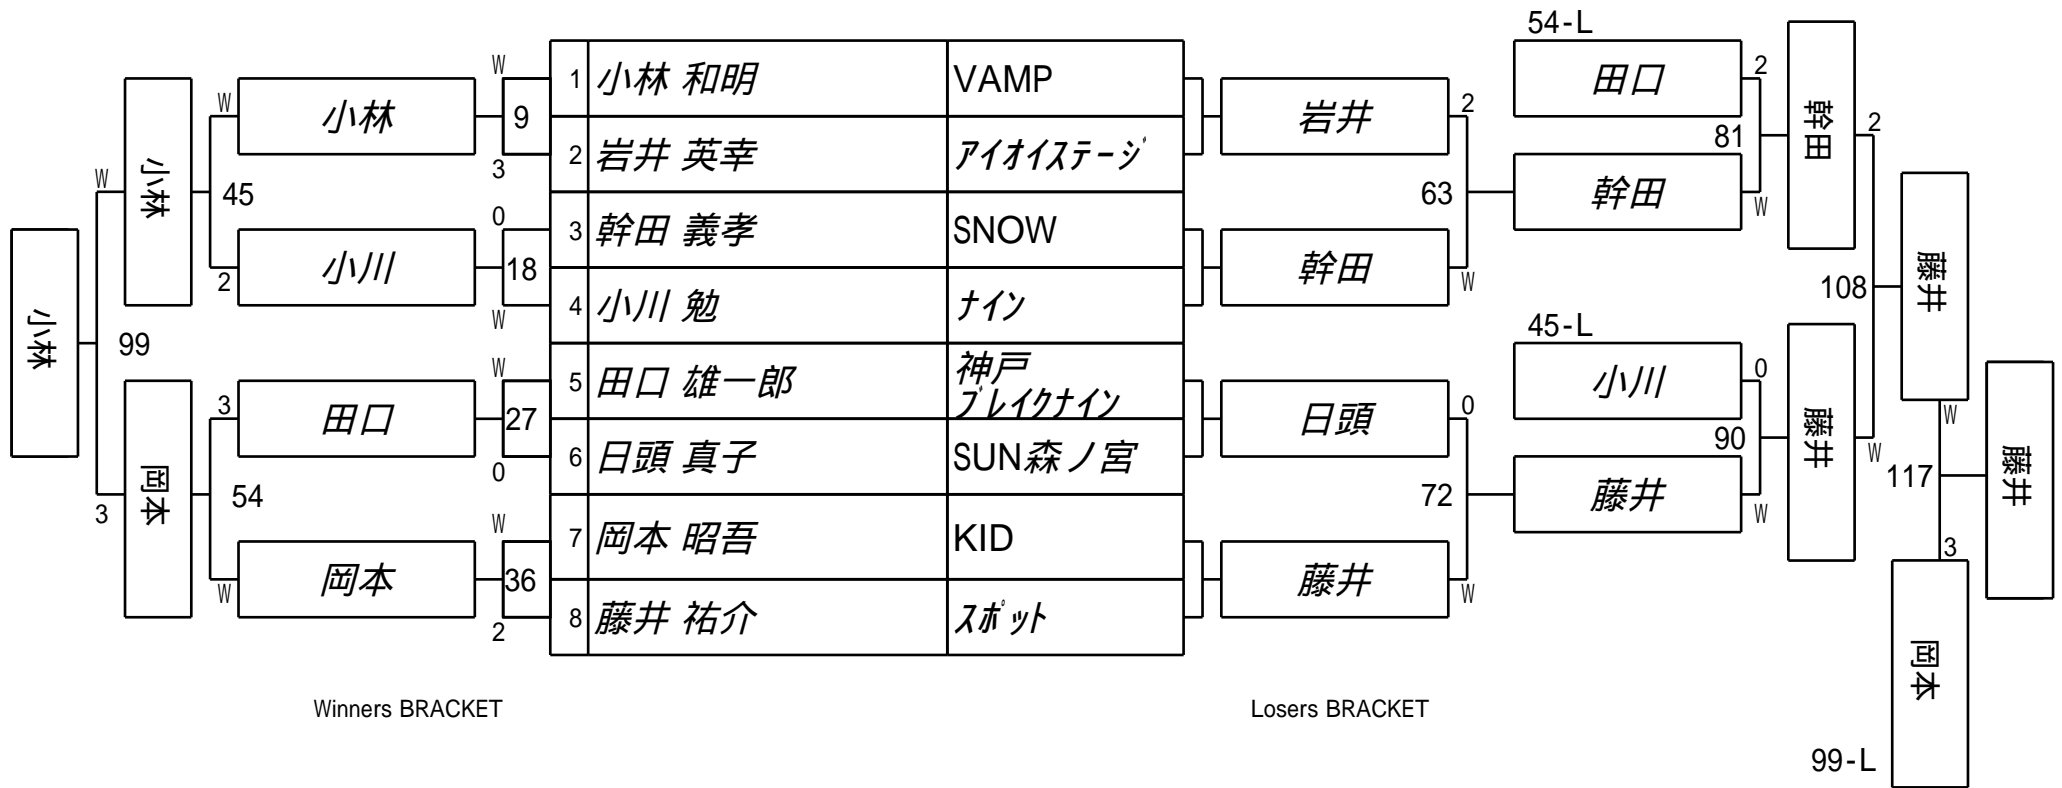 54-L
W
1 小林 和明 VAMP
田口
2
W
小林
9
岩井
2
幹田
2
2 岩井 英幸 アイオイステージ
81
小林
W
3
45
63
幹田
W
0
3 幹田 義孝 SNOW
小川
18
幹田
藤井
2
W
108
4 小川 勉 ナイン
W
小林
99
45-L
W
5 田口 雄一郎 神戸
ブレイクナイン
小川
0
3
田口
27
日頭
0
藤井
W
藤井
90
W
6 日頭 真子 SUN森ノ宮
0
117
藤井
岡本
54
72
藤井
W
3
W
7 岡本 昭吾 KID
3
岡本
36
藤井
W
W
8 藤井 祐介 スポット
2
岡本
Winners BRACKET
Losers BRACKET
99-L